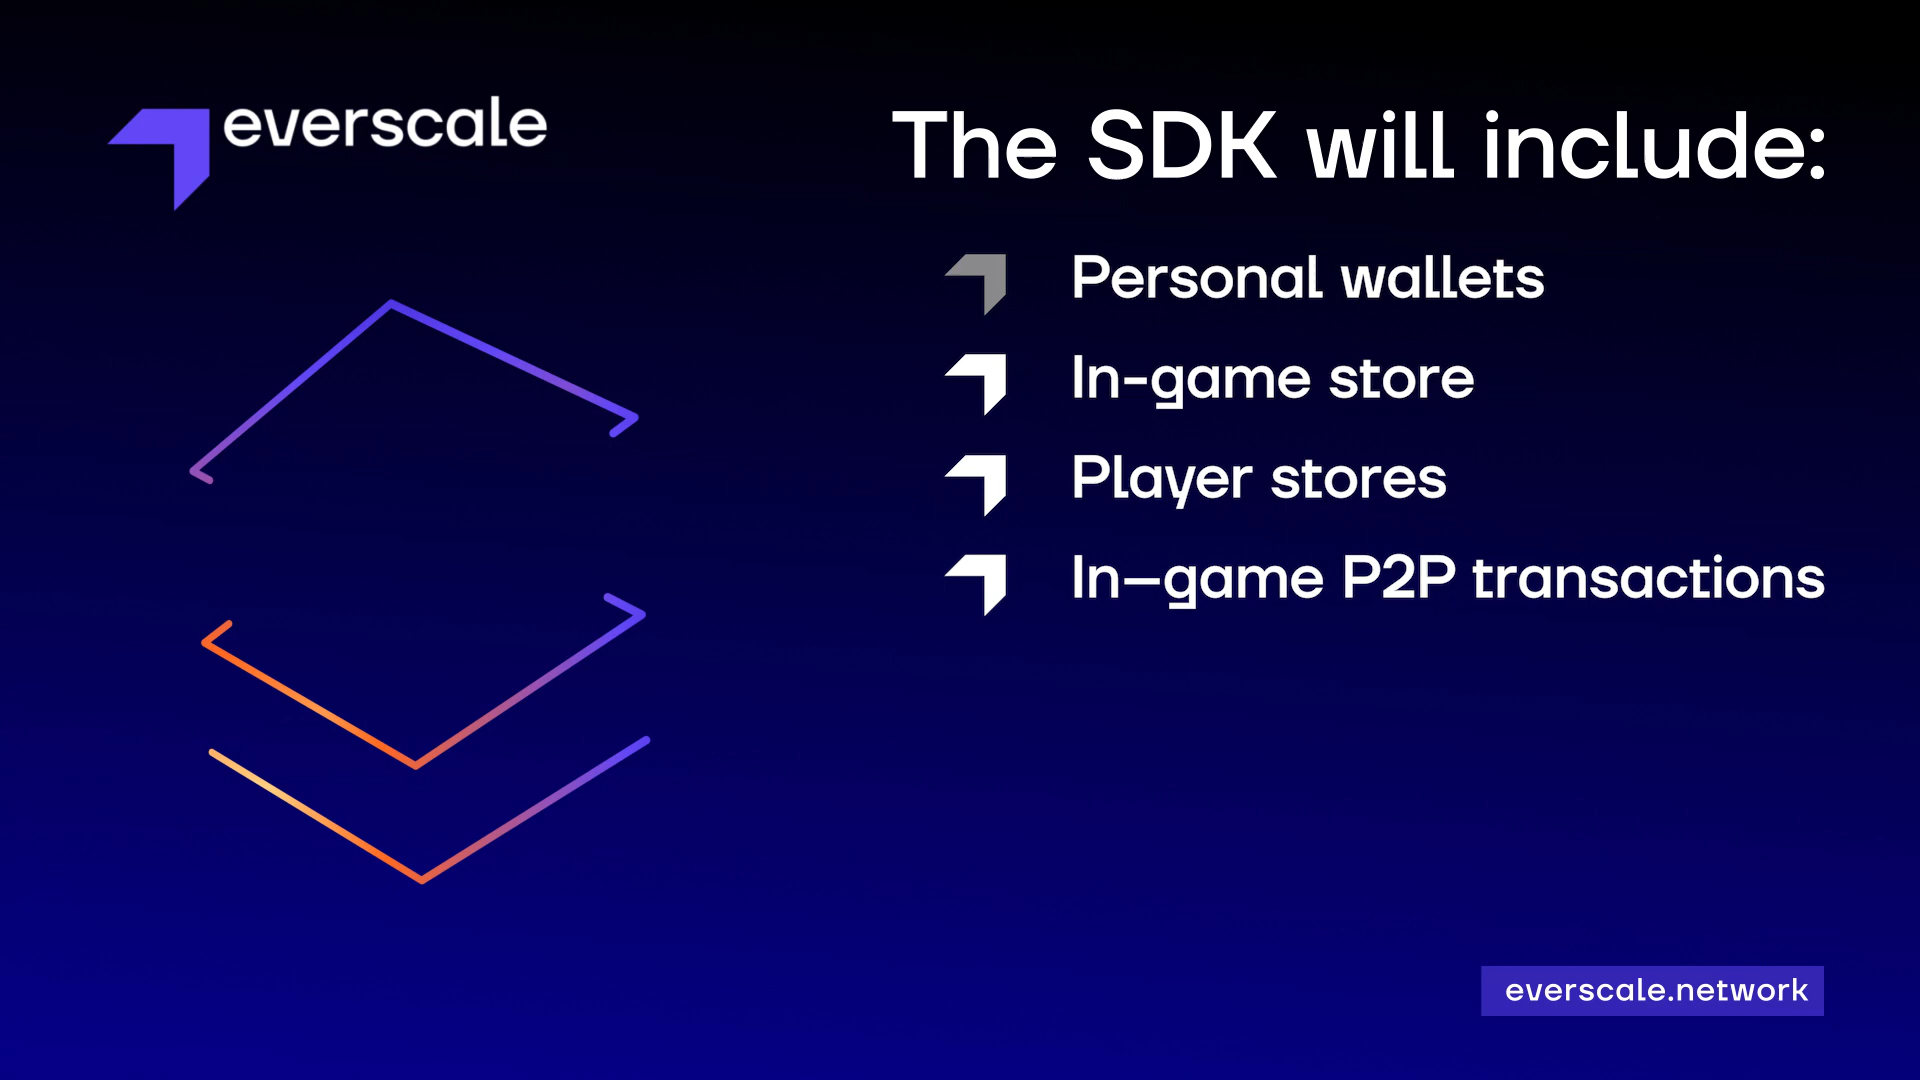 everscale
The SDK will include:
Personal wallets
In-game store
Player stores
In—game P2P transactions
everscale.network